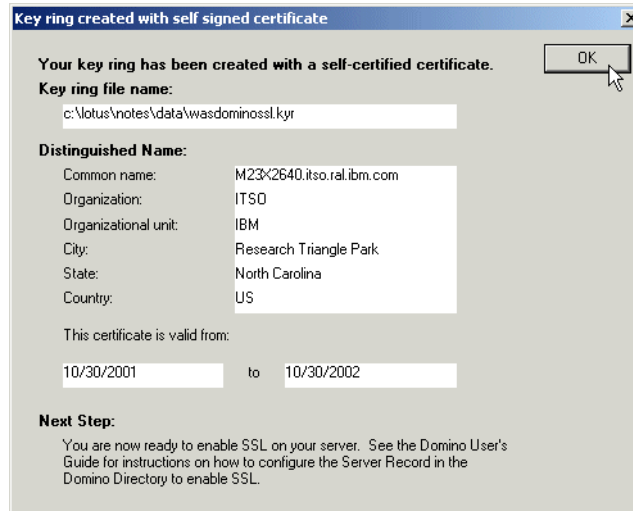 Key ring created with self signed certificate
Your key ring has been created with a self-certified certificate.
OK
Key ring file name:
c:\lotus\notes\data\wasdominossl.kyr
Distinguished Name:
Common name: M23X2640.itso.ral.ibm.com
Organization: ITSO
Organizational unit: IBM
City: Research Triangle Park
State: North Carolina
Country: US
This certificate is valid from:
10/30/2001 to 10/30/2002
Next Step:
You are now ready to enable SSL on your server. See the Domino User's
Guide for instructions on how to configure the Server Record in the
Domino Directory to enable SSL.